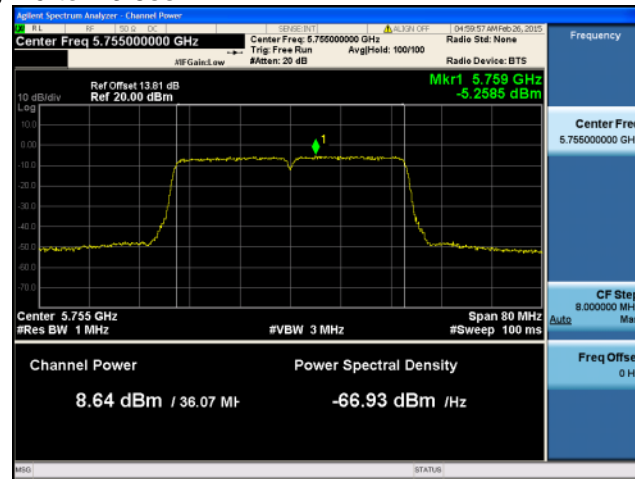 Agilent Spectrum Analyzer - Channel Power
RL RF 50 Ω DC SENSE:INT ALIGN OFF 04:59:57 AM Feb 26, 2015
Center Freq 5.755000000 GHz
Center Freq: 5.755000000 GHz Radio Std: None
Trig: Free Run Avg|Hold: 100/100
#IFGain:Low #Atten: 20 dB Radio Device: BTS
Frequency
Ref Offset 13.81 dB Mkr1 5.759 GHz
10 dB/div Ref 20.00 dBm -5.2585 dBm
Log
10.0
0.00
-10.0
-20.0
-30.0
-40.0
-50.0
-60.0
-70.0
1
Center 5.755 GHz Span 80 MHz
#Res BW 1 MHz #VBW 3 MHz #Sweep 100 ms
Channel Power Power Spectral Density
8.64 dBm / 36.07 MH -66.93 dBm /Hz
Center Fre
5.755000000 GH
CF Ste
8.000000 MH
Auto Ma
Freq Offse
0 H
MSG STATUS